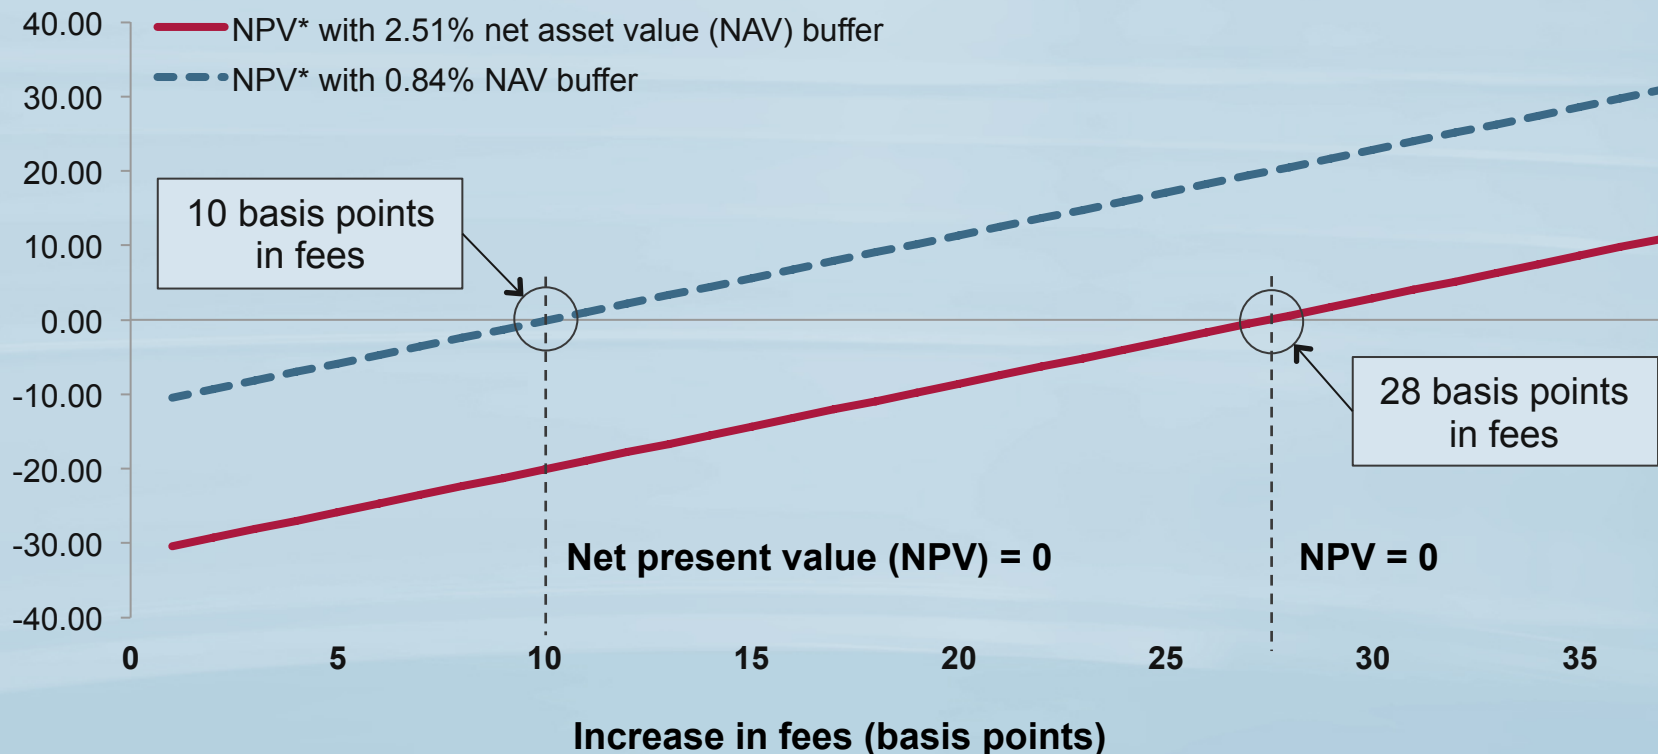 NPV* with 2.51% net asset value (NAV) buffer
NPV* with 0.84% NAV buffer
40.00
30.00
20.00
10.00
0.00
-10.00
-20.00
-30.00
-40.00
10 basis points
in fees
28 basis points
in fees
Net present value (NPV) = 0
NPV = 0
0
5
10
15
20
25
30
35
Increase in fees (basis points)